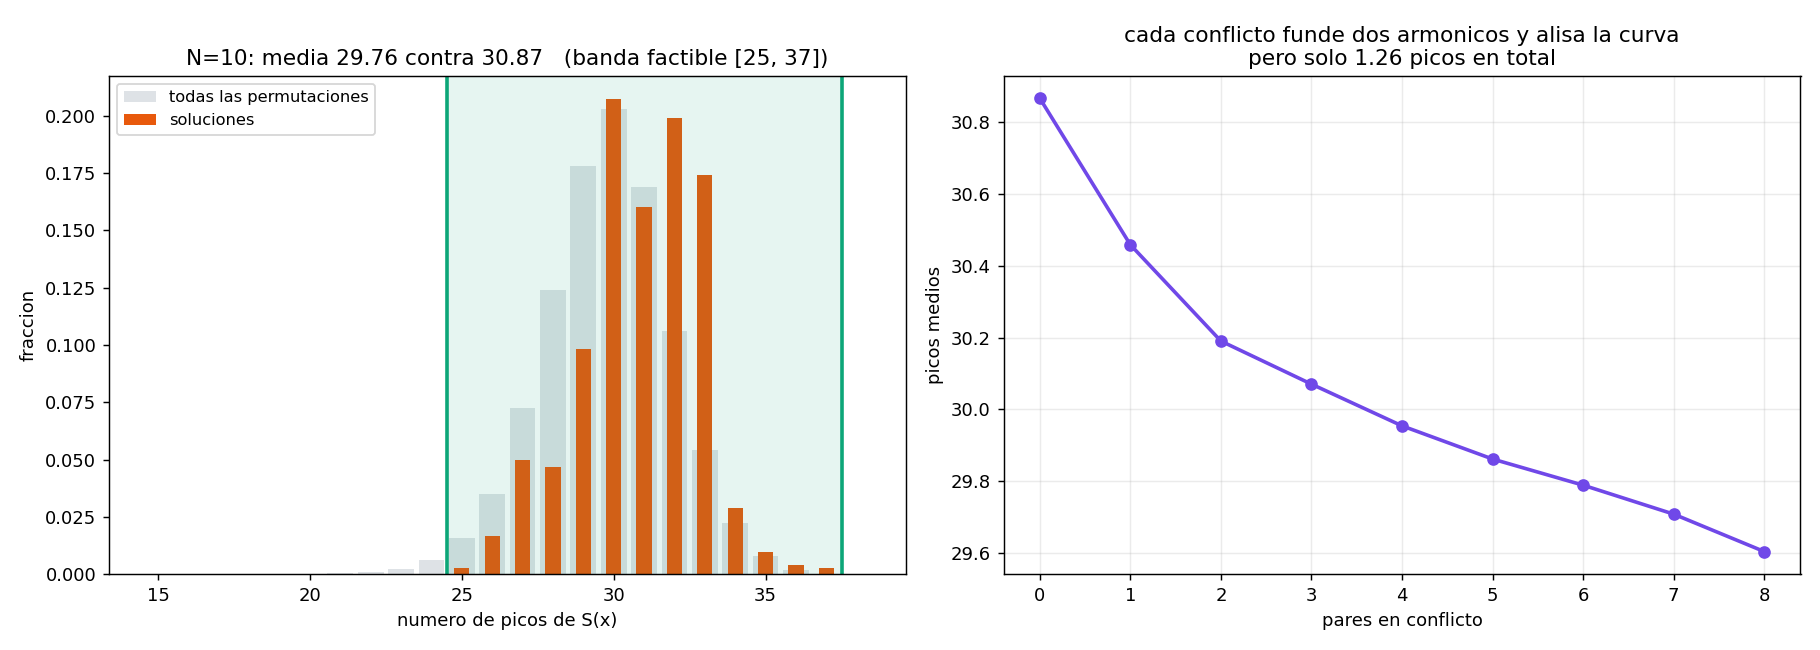 N=10: media 29.76 contra 30.87   (banda factible [25, 37])
todas las permutaciones
soluciones
0.200
0.175
0.150
0.125
0.100
0.075
0.050
0.025
0.000
fraccion
15 20 25 30 35
numero de picos de S(x)
cada conflicto funde dos armonicos y alisa la curva
pero solo 1.26 picos en total
30.8
30.6
30.4
30.2
30.0
29.8
29.6
picos medios
0 1 2 3 4 5 6 7 8
pares en conflicto